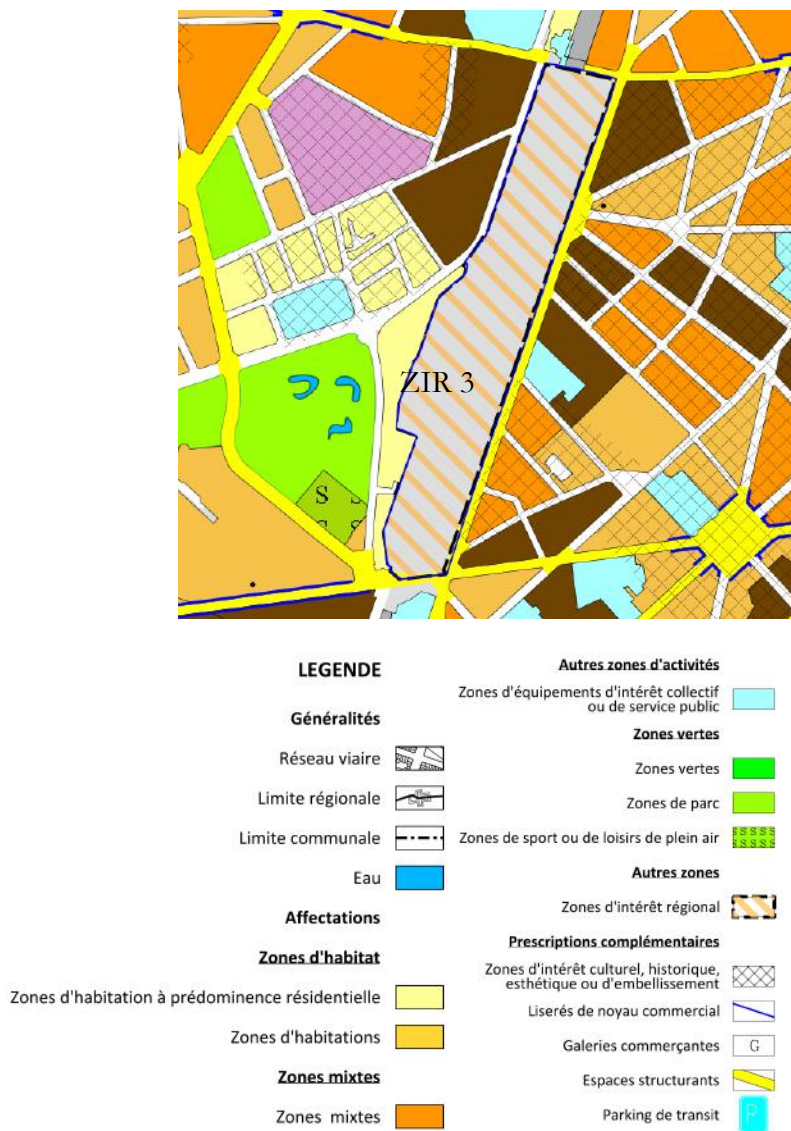 ZIR 3
S S
S S
LEGENDE
Généralités
Réseau viaire
Limite régionale
Limite communale
Eau
Affectations
Zones d'habitat
Zones d'habitation à prédominence résidentielle
Zones d'habitations
Zones mixtes
Zones mixtes
Autres zones d'activités
Zones d'équipements d'intérêt collectif
ou de service public
Zones vertes
Zones vertes
Zones de parc
Zones de sport ou de loisirs de plein air
S S S S
S S S S
Autres zones
Zones d'intérêt régional
Prescriptions complémentaires
Zones d'intérêt culturel, historique,
esthétique ou d'embellissement
Liserés de noyau commercial
Galeries commerçantes
G
Espaces structurants
Parking de transit
P